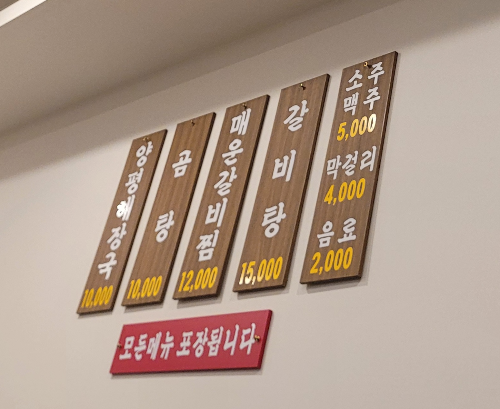 양평해장국
10,000
곰탕
10,000
매운갈비찜
12,000
갈비탕
15,000
소주
맥주
5,000
막걸리
4,000
음료
2,000
모든메뉴 포장됩니다